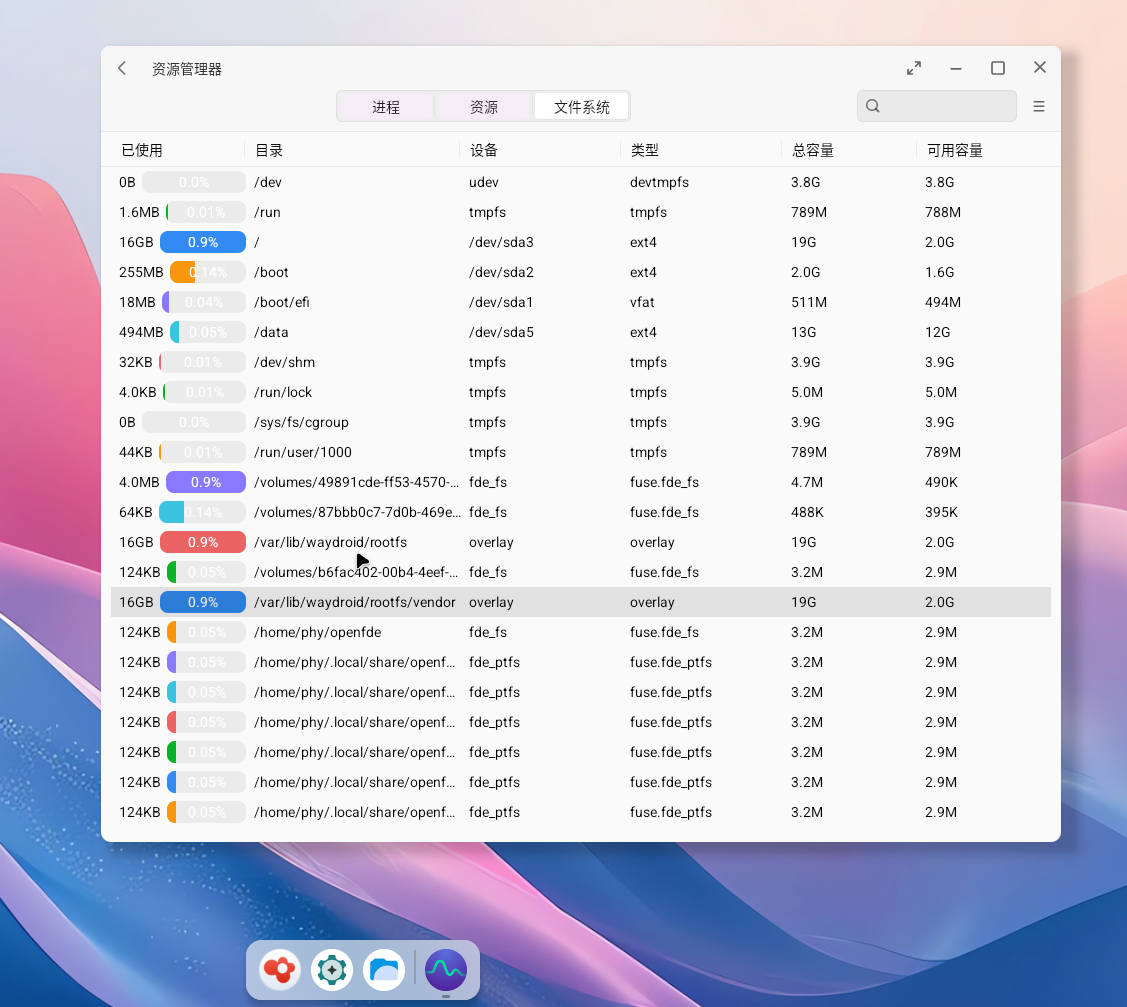 资源管理器
进程 资源 文件系统
已使用 目录 设备 类型 总容量 可用容量
0B 0.0% /dev udev devtmpfs 3.8G 3.8G
1.6MB 0.01% /run tmpfs tmpfs 789M 788M
16GB 0.9% / /dev/sda3 ext4 19G 2.0G
255MB 0.14% /boot /dev/sda2 ext4 2.0G 1.6G
18MB 0.04% /boot/efi /dev/sda1 vfat 511M 494M
494MB 0.05% /data /dev/sda5 ext4 13G 12G
32KB 0.01% /dev/shm tmpfs tmpfs 3.9G 3.9G
4.0KB 0.01% /run/lock tmpfs tmpfs 5.0M 5.0M
0B 0.0% /sys/fs/cgroup tmpfs tmpfs 3.9G 3.9G
44KB 0.01% /run/user/1000 tmpfs tmpfs 789M 789M
4.0MB 0.9% /volumes/49891cde-ff53-4570-... fde_fs fuse.fde_fs 4.7M 490K
64KB 0.14% /volumes/87bbb0c7-7d0b-469e... fde_fs fuse.fde_fs 488K 395K
16GB 0.9% /var/lib/waydroid/rootfs overlay overlay 19G 2.0G
124KB 0.05% /volumes/b6fac402-00b4-4eef-... fde_fs fuse.fde_fs 3.2M 2.9M
16GB 0.9% /var/lib/waydroid/rootfs/vendor overlay overlay 19G 2.0G
124KB 0.05% /home/phy/openfde fde_fs fuse.fde_fs 3.2M 2.9M
124KB 0.05% /home/phy/.local/share/openf... fde_ptfs fuse.fde_ptfs 3.2M 2.9M
124KB 0.05% /home/phy/.local/share/openf... fde_ptfs fuse.fde_ptfs 3.2M 2.9M
124KB 0.05% /home/phy/.local/share/openf... fde_ptfs fuse.fde_ptfs 3.2M 2.9M
124KB 0.05% /home/phy/.local/share/openf... fde_ptfs fuse.fde_ptfs 3.2M 2.9M
124KB 0.05% /home/phy/.local/share/openf... fde_ptfs fuse.fde_ptfs 3.2M 2.9M
124KB 0.05% /home/phy/.local/share/openf... fde_ptfs fuse.fde_ptfs 3.2M 2.9M